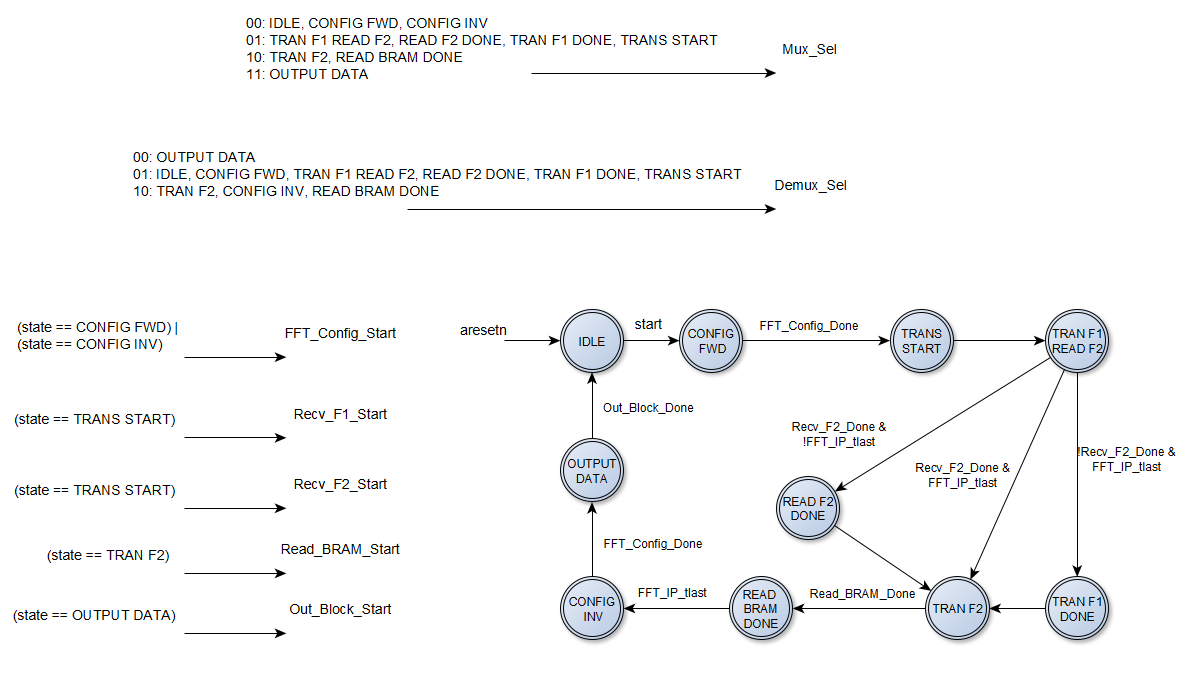 00: IDLE, CONFIG FWD, CONFIG INV
01: TRAN F1 READ F2, READ F2 DONE, TRAN F1 DONE, TRANS START
10: TRAN F2, READ BRAM DONE
11: OUTPUT DATA
Mux_Sel
00: OUTPUT DATA
01: IDLE, CONFIG FWD, TRAN F1 READ F2, READ F2 DONE, TRAN F1 DONE, TRANS START
10: TRAN F2, CONFIG INV, READ BRAM DONE
Demux_Sel
(state == CONFIG FWD) |
(state == CONFIG INV)
FFT_Config_Start
(state == TRANS START)
Recv_F1_Start
(state == TRANS START)
Recv_F2_Start
(state == TRAN F2)
Read_BRAM_Start
(state == OUTPUT DATA)
Out_Block_Start
aresetn
IDLE
start
CONFIG
FWD
FFT_Config_Done
TRANS
START
TRAN F1
READ F2
Recv_F2_Done &
!FFT_IP_tlast
Recv_F2_Done &
FFT_IP_tlast
!Recv_F2_Done &
FFT_IP_tlast
READ F2
DONE
TRAN F1
DONE
TRAN F2
Read_BRAM_Done
READ
BRAM
DONE
FFT_IP_tlast
CONFIG
INV
FFT_Config_Done
OUTPUT
DATA
Out_Block_Done